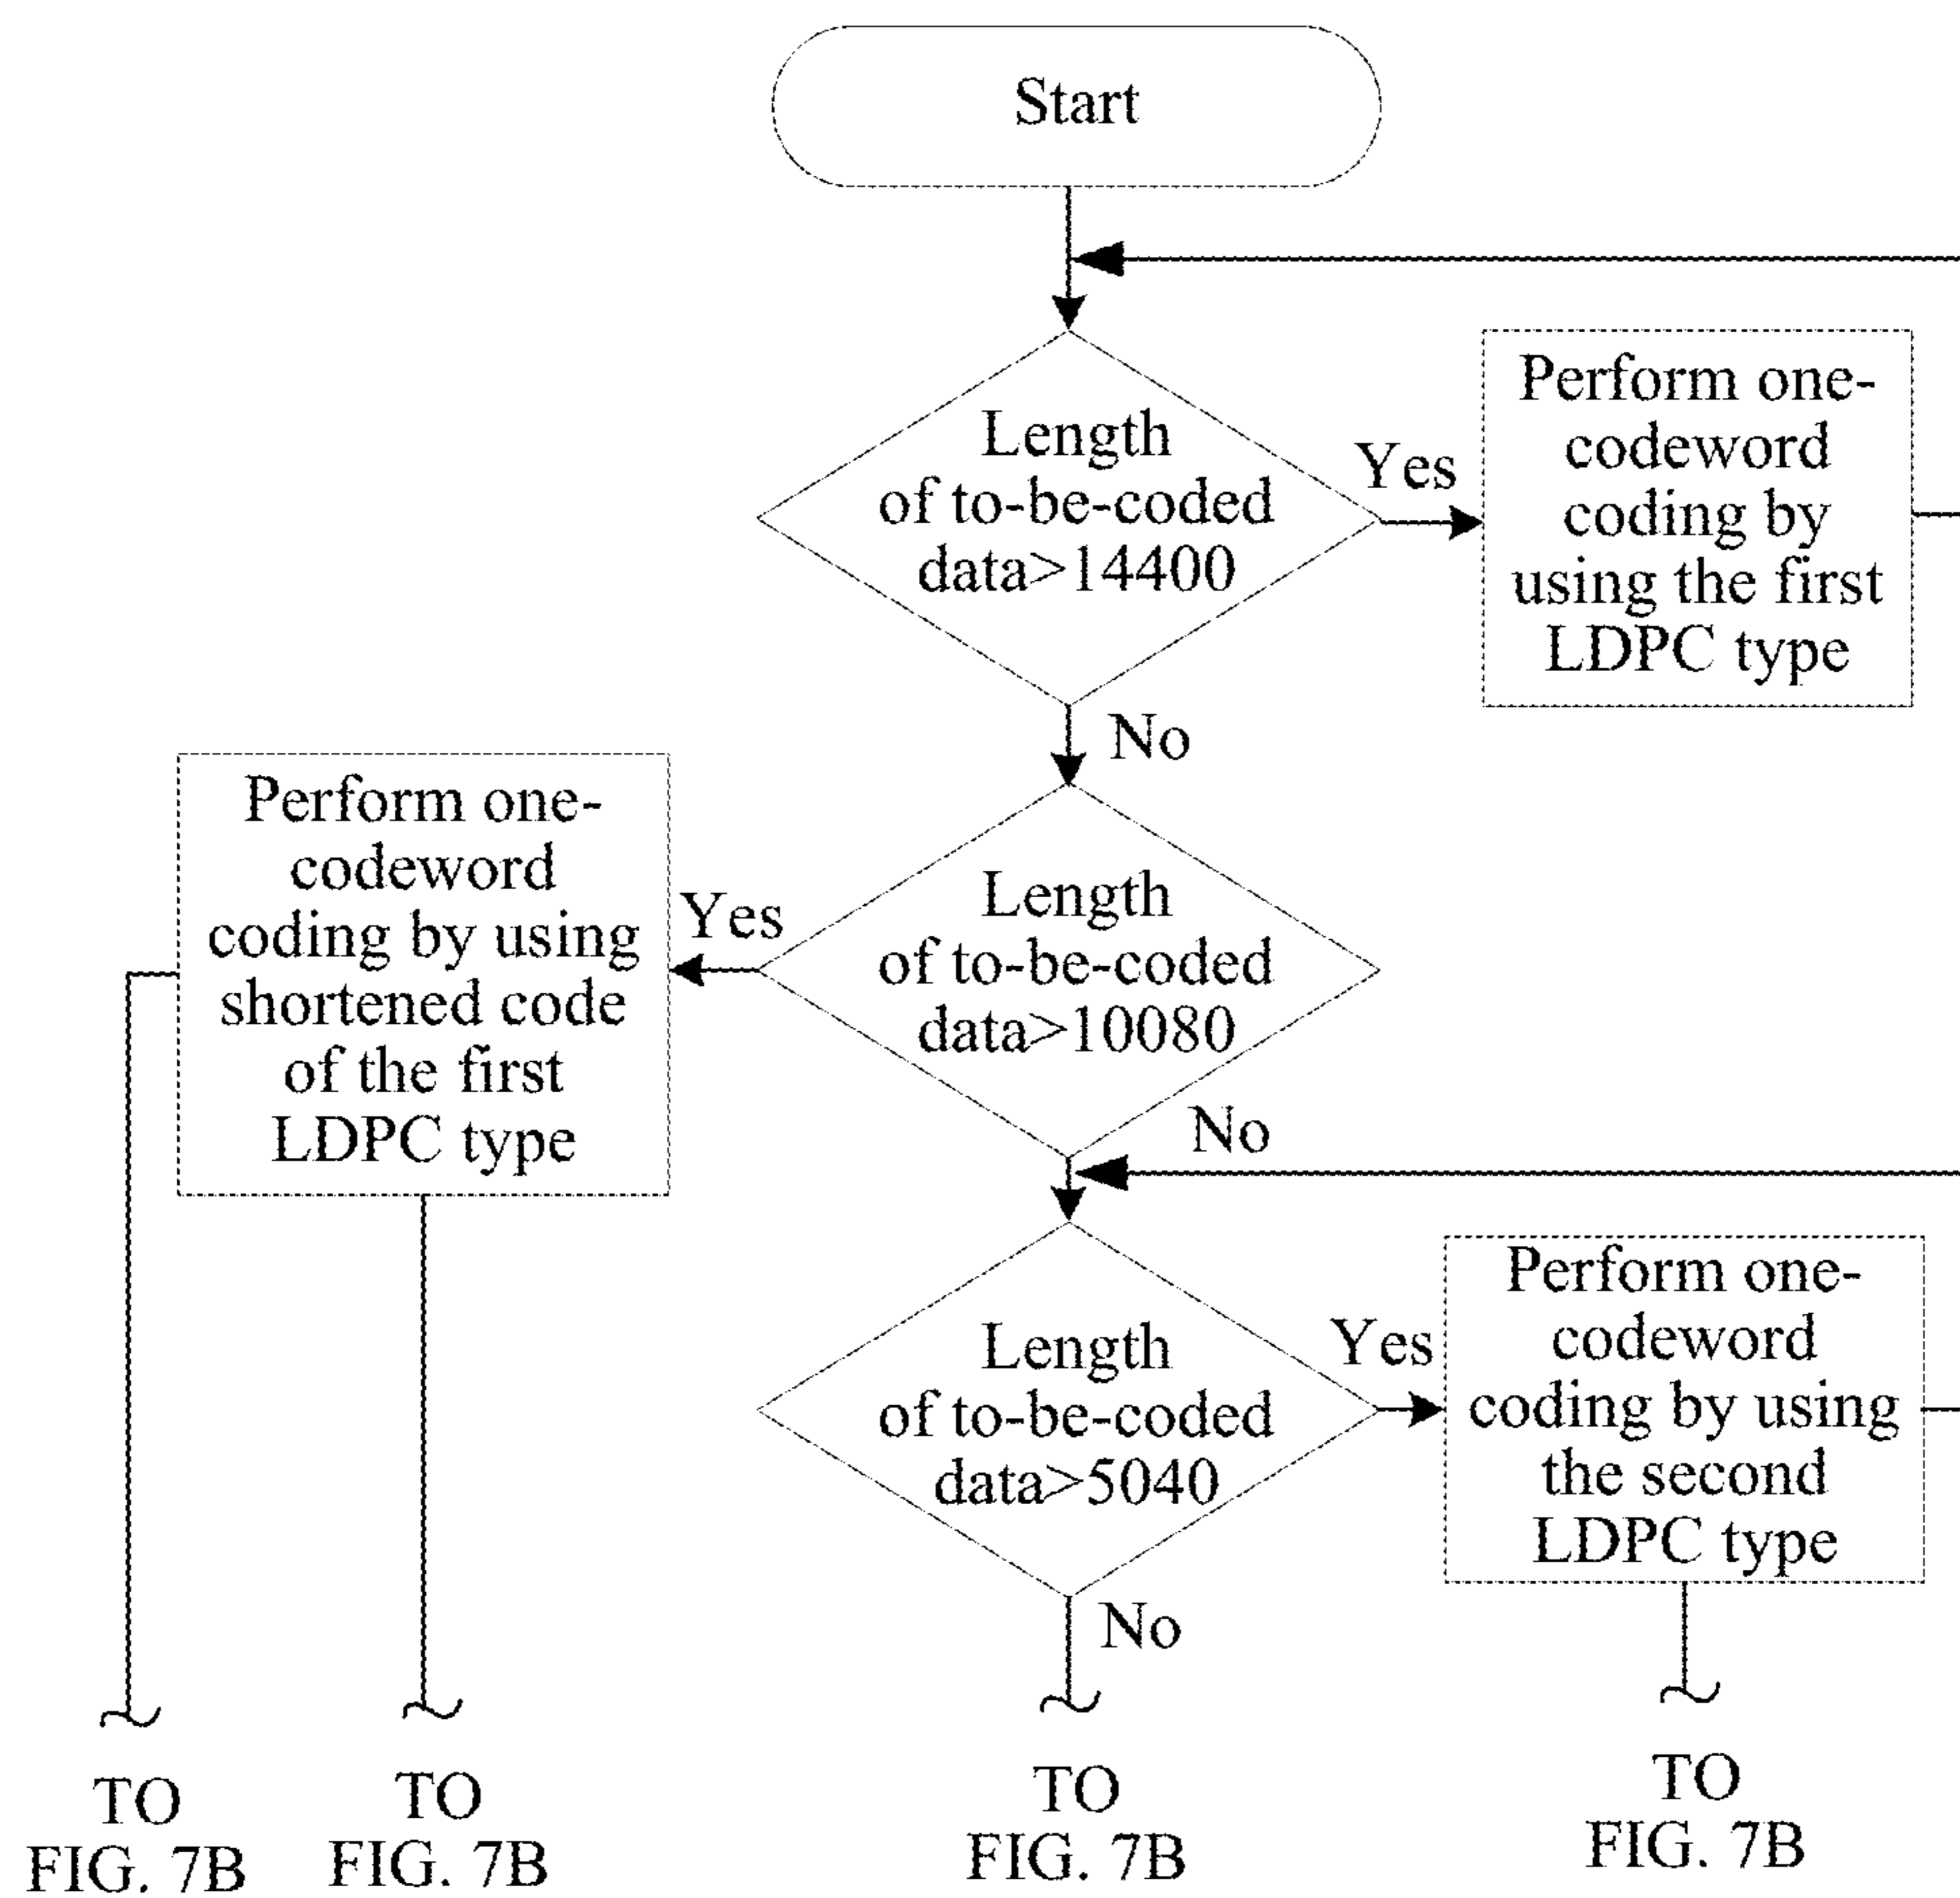 Start
Length
of to-be-coded
data>14400
Yes
Perform one-
codeword
coding by
using the first
LDPC type
No
Perform one-
codeword
coding by using
shortened code
of the first
LDPC type
Yes
Length
of to-be-coded
data>10080
No
Length
of to-be-coded
data>5040
Yes
Perform one-
codeword
coding by using
the second
LDPC type
No
TO
FIG. 7B
TO
FIG. 7B
TO
FIG. 7B
TO
FIG. 7B